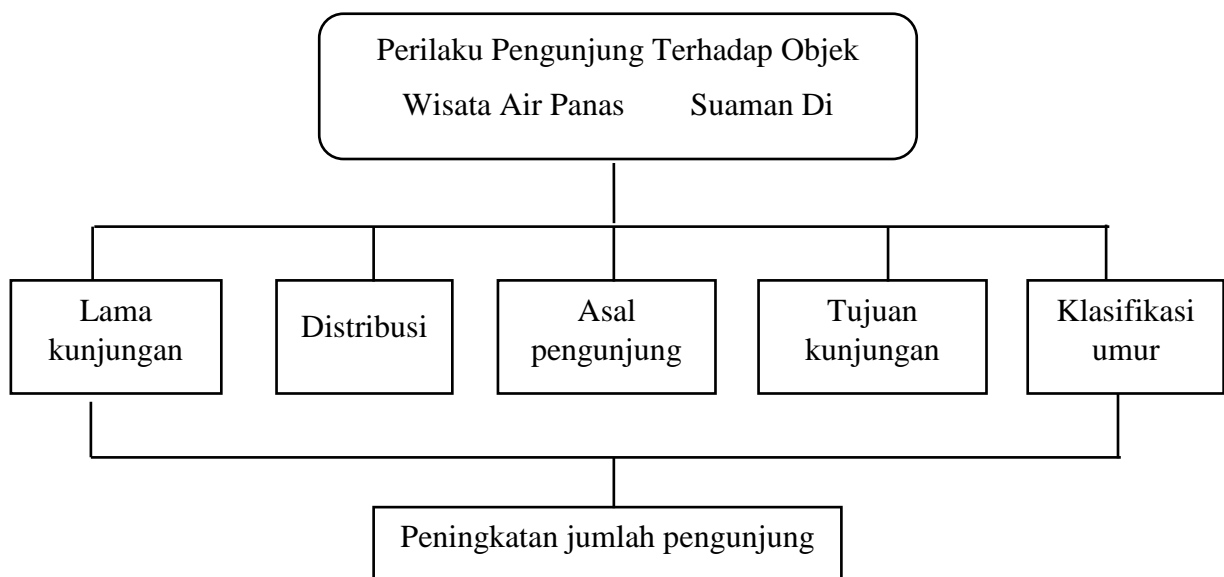 Perilaku Pengunjung Terhadap Objek
Wisata Air Panas Suaman Di
Lama
kunjungan
Distribusi
Asal
pengunjung
Tujuan
kunjungan
Klasifikasi
umur
Peningkatan jumlah pengunjung